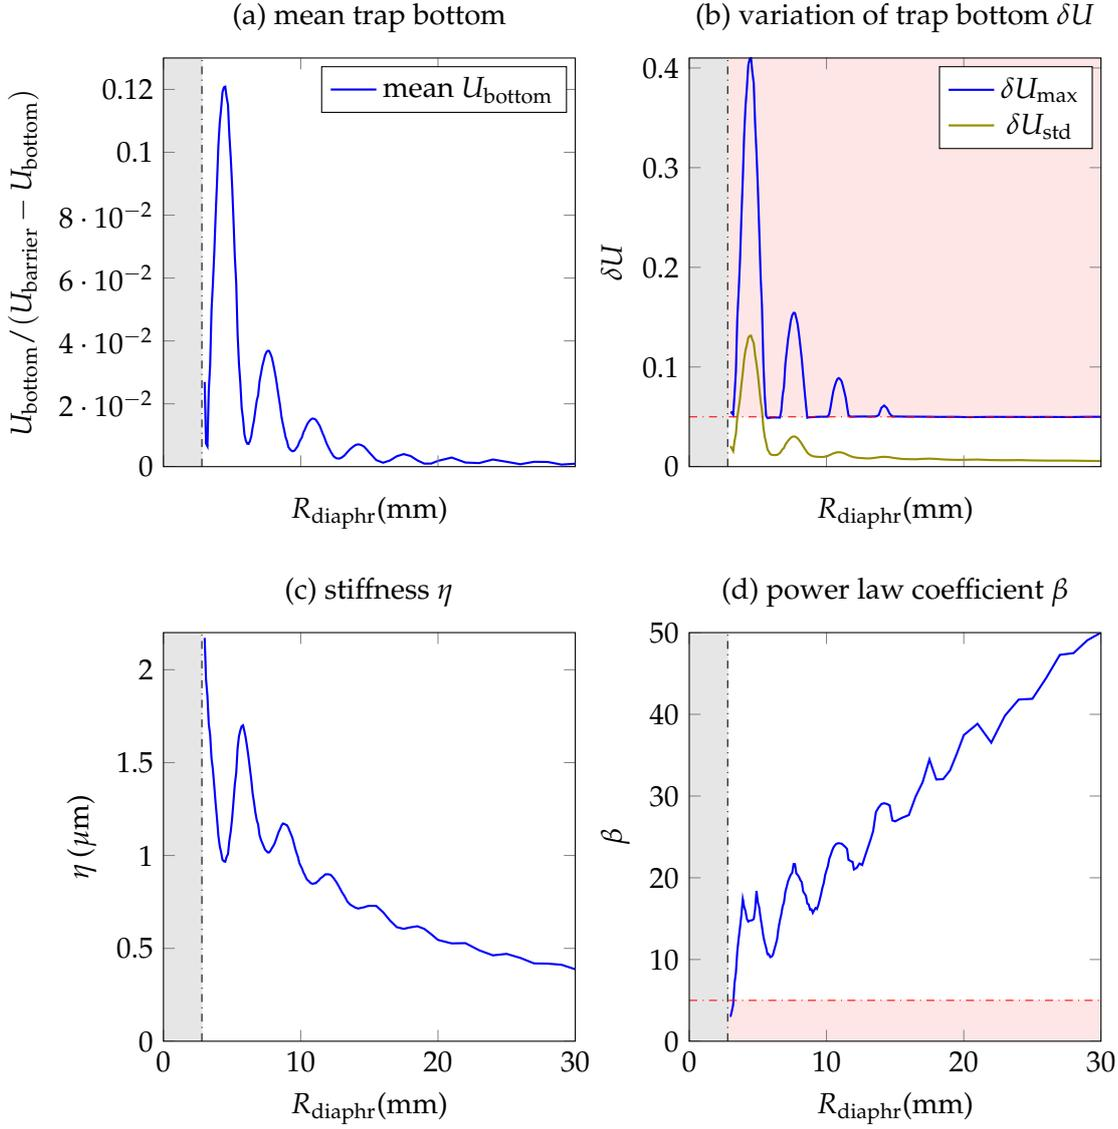 (a) mean trap bottom
(b) variation of trap bottom δU
U_bottom/(U_barrier − U_bottom)
0.12
0.1
8 · 10⁻²
6 · 10⁻²
4 · 10⁻²
2 · 10⁻²
0
mean U_bottom
R_diaphr(mm)
δU
0.4
0.3
0.2
0.1
0
δU_max
δU_std
R_diaphr(mm)
(c) stiffness η
(d) power law coefficient β
η (μm)
2
1.5
1
0.5
0
0 10 20 30
R_diaphr(mm)
β
50
40
30
20
10
0
0 10 20 30
R_diaphr(mm)